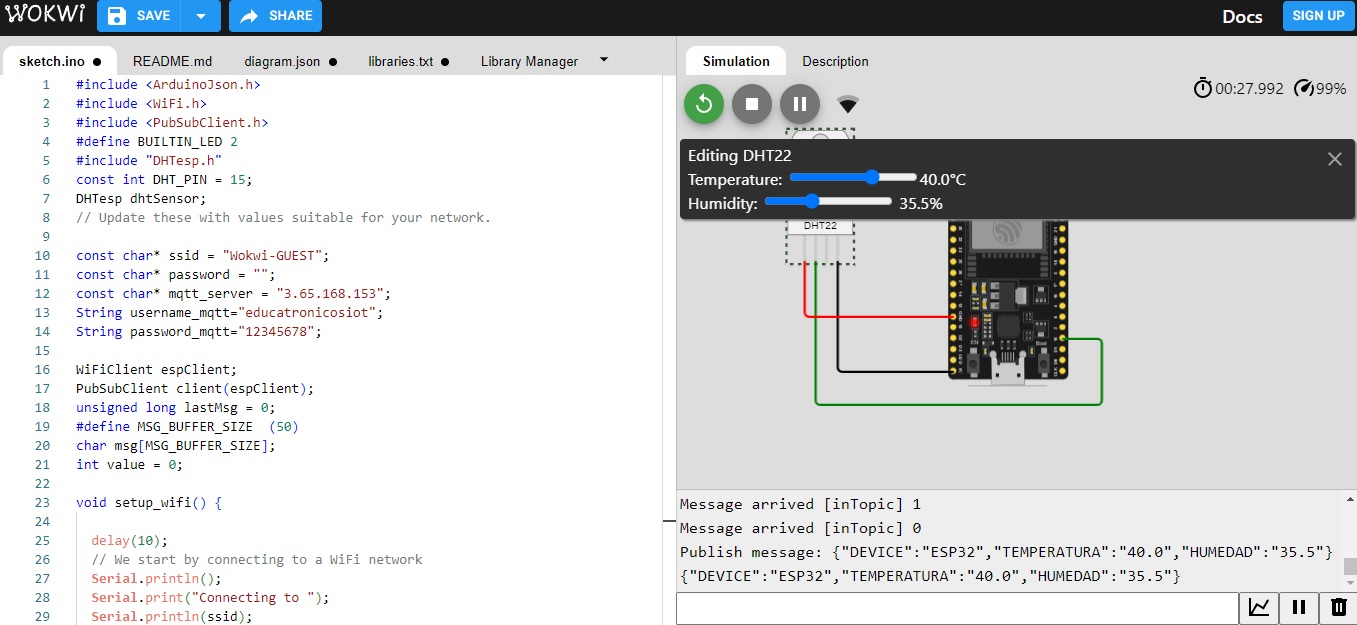 WOKWI SAVE SHARE Docs SIGN UP
sketch.ino ● README.md diagram.json ● libraries.txt ● Library Manager
Simulation Description
1 #include <ArduinoJson.h>
2 #include <WiFi.h>
3 #include <PubSubClient.h>
4 #define BUILTIN_LED 2
5 #include "DHTesp.h"
6 const int DHT_PIN = 15;
7 DHTesp dhtSensor;
8 // Update these with values suitable for your network.
9
10 const char* ssid = "Wokwi-GUEST";
11 const char* password = "";
12 const char* mqtt_server = "3.65.168.153";
13 String username_mqtt="educatronicosiot";
14 String password_mqtt="12345678";
15
16 WiFiClient espClient;
17 PubSubClient client(espClient);
18 unsigned long lastMsg = 0;
19 #define MSG_BUFFER_SIZE  (50)
20 char msg[MSG_BUFFER_SIZE];
21 int value = 0;
22
23 void setup_wifi() {
24
25 delay(10);
26 // We start by connecting to a WiFi network
27 Serial.println();
28 Serial.print("Connecting to ");
29 Serial.println(ssid);
00:27.992 99%
Editing DHT22
Temperature: 40.0°C
Humidity: 35.5%
DHT22
Message arrived [inTopic] 1
Message arrived [inTopic] 0
Publish message: {"DEVICE":"ESP32","TEMPERATURA":"40.0","HUMEDAD":"35.5"}
{"DEVICE":"ESP32","TEMPERATURA":"40.0","HUMEDAD":"35.5"}